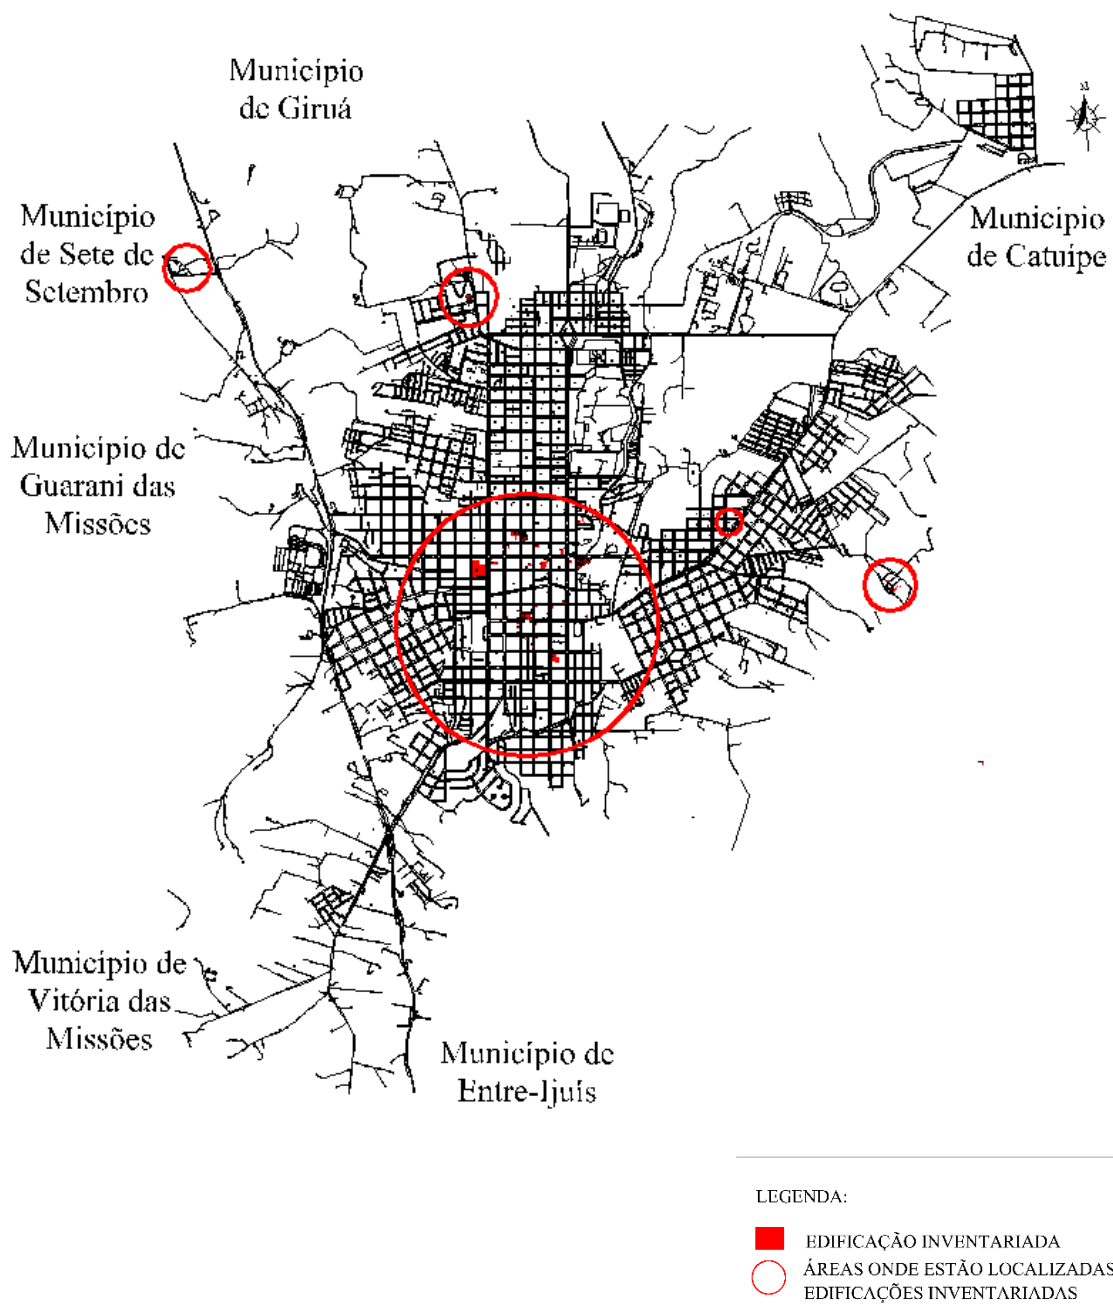 Município
de Giruá
Município
de Sete de
Setembro
Município
de Catuípe
Município de
Guarani das
Missões
Município de
Vitória das
Missões
Município de
Entre-Ijuís
LEGENDA:
EDIFICAÇÃO INVENTARIADA
ÁREAS ONDE ESTÃO LOCALIZADAS
EDIFICAÇÕES INVENTARIADAS